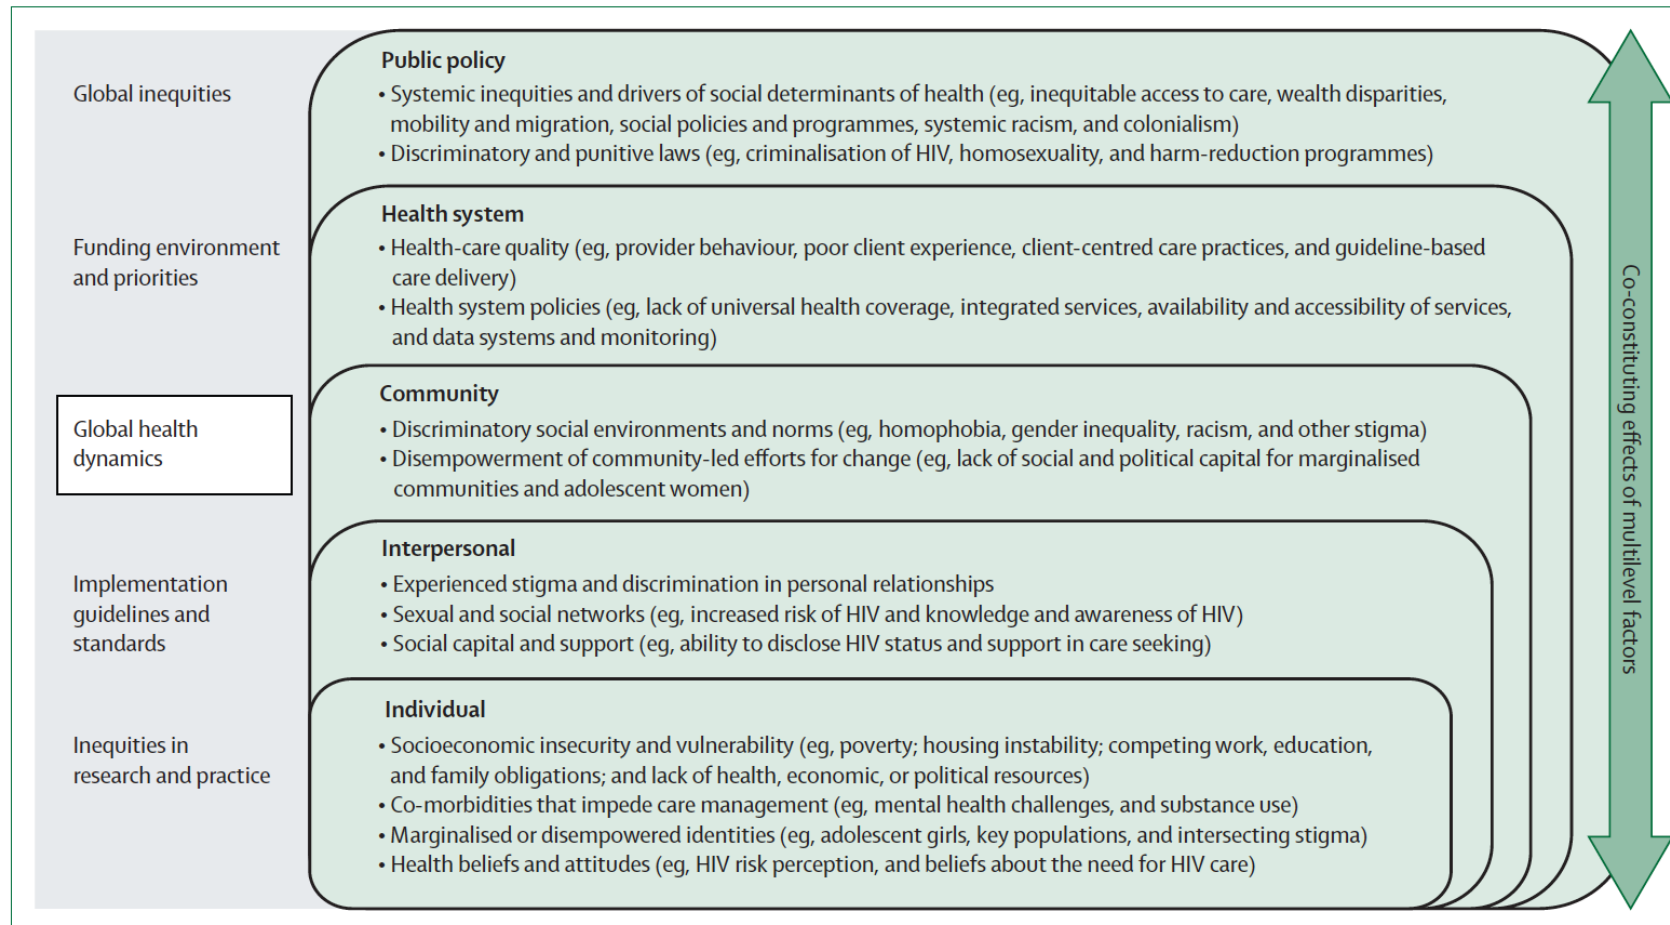 Global inequities
Funding environment
and priorities
Global health
dynamics
Implementation
guidelines and
standards
Inequities in
research and practice
Public policy
• Systemic inequities and drivers of social determinants of health (eg, inequitable access to care, wealth disparities,
mobility and migration, social policies and programmes, systemic racism, and colonialism)
• Discriminatory and punitive laws (eg, criminalisation of HIV, homosexuality, and harm-reduction programmes)
Health system
• Health-care quality (eg, provider behaviour, poor client experience, client-centred care practices, and guideline-based
care delivery)
• Health system policies (eg, lack of universal health coverage, integrated services, availability and accessibility of services,
and data systems and monitoring)
Community
• Discriminatory social environments and norms (eg, homophobia, gender inequality, racism, and other stigma)
• Disempowerment of community-led efforts for change (eg, lack of social and political capital for marginalised
communities and adolescent women)
Interpersonal
• Experienced stigma and discrimination in personal relationships
• Sexual and social networks (eg, increased risk of HIV and knowledge and awareness of HIV)
• Social capital and support (eg, ability to disclose HIV status and support in care seeking)
Individual
• Socioeconomic insecurity and vulnerability (eg, poverty; housing instability; competing work, education,
and family obligations; and lack of health, economic, or political resources)
• Co-morbidities that impede care management (eg, mental health challenges, and substance use)
• Marginalised or disempowered identities (eg, adolescent girls, key populations, and intersecting stigma)
• Health beliefs and attitudes (eg, HIV risk perception, and beliefs about the need for HIV care)
Co-constituting effects of multilevel factors